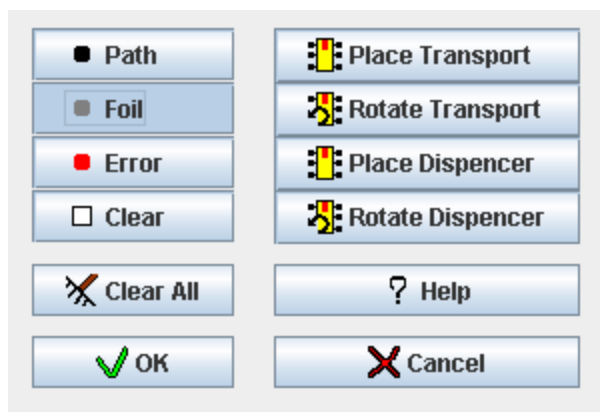 Path
Foil
Error
Clear
Place Transport
Rotate Transport
Place Dispencer
Rotate Dispencer
Clear All
? Help
OK
Cancel